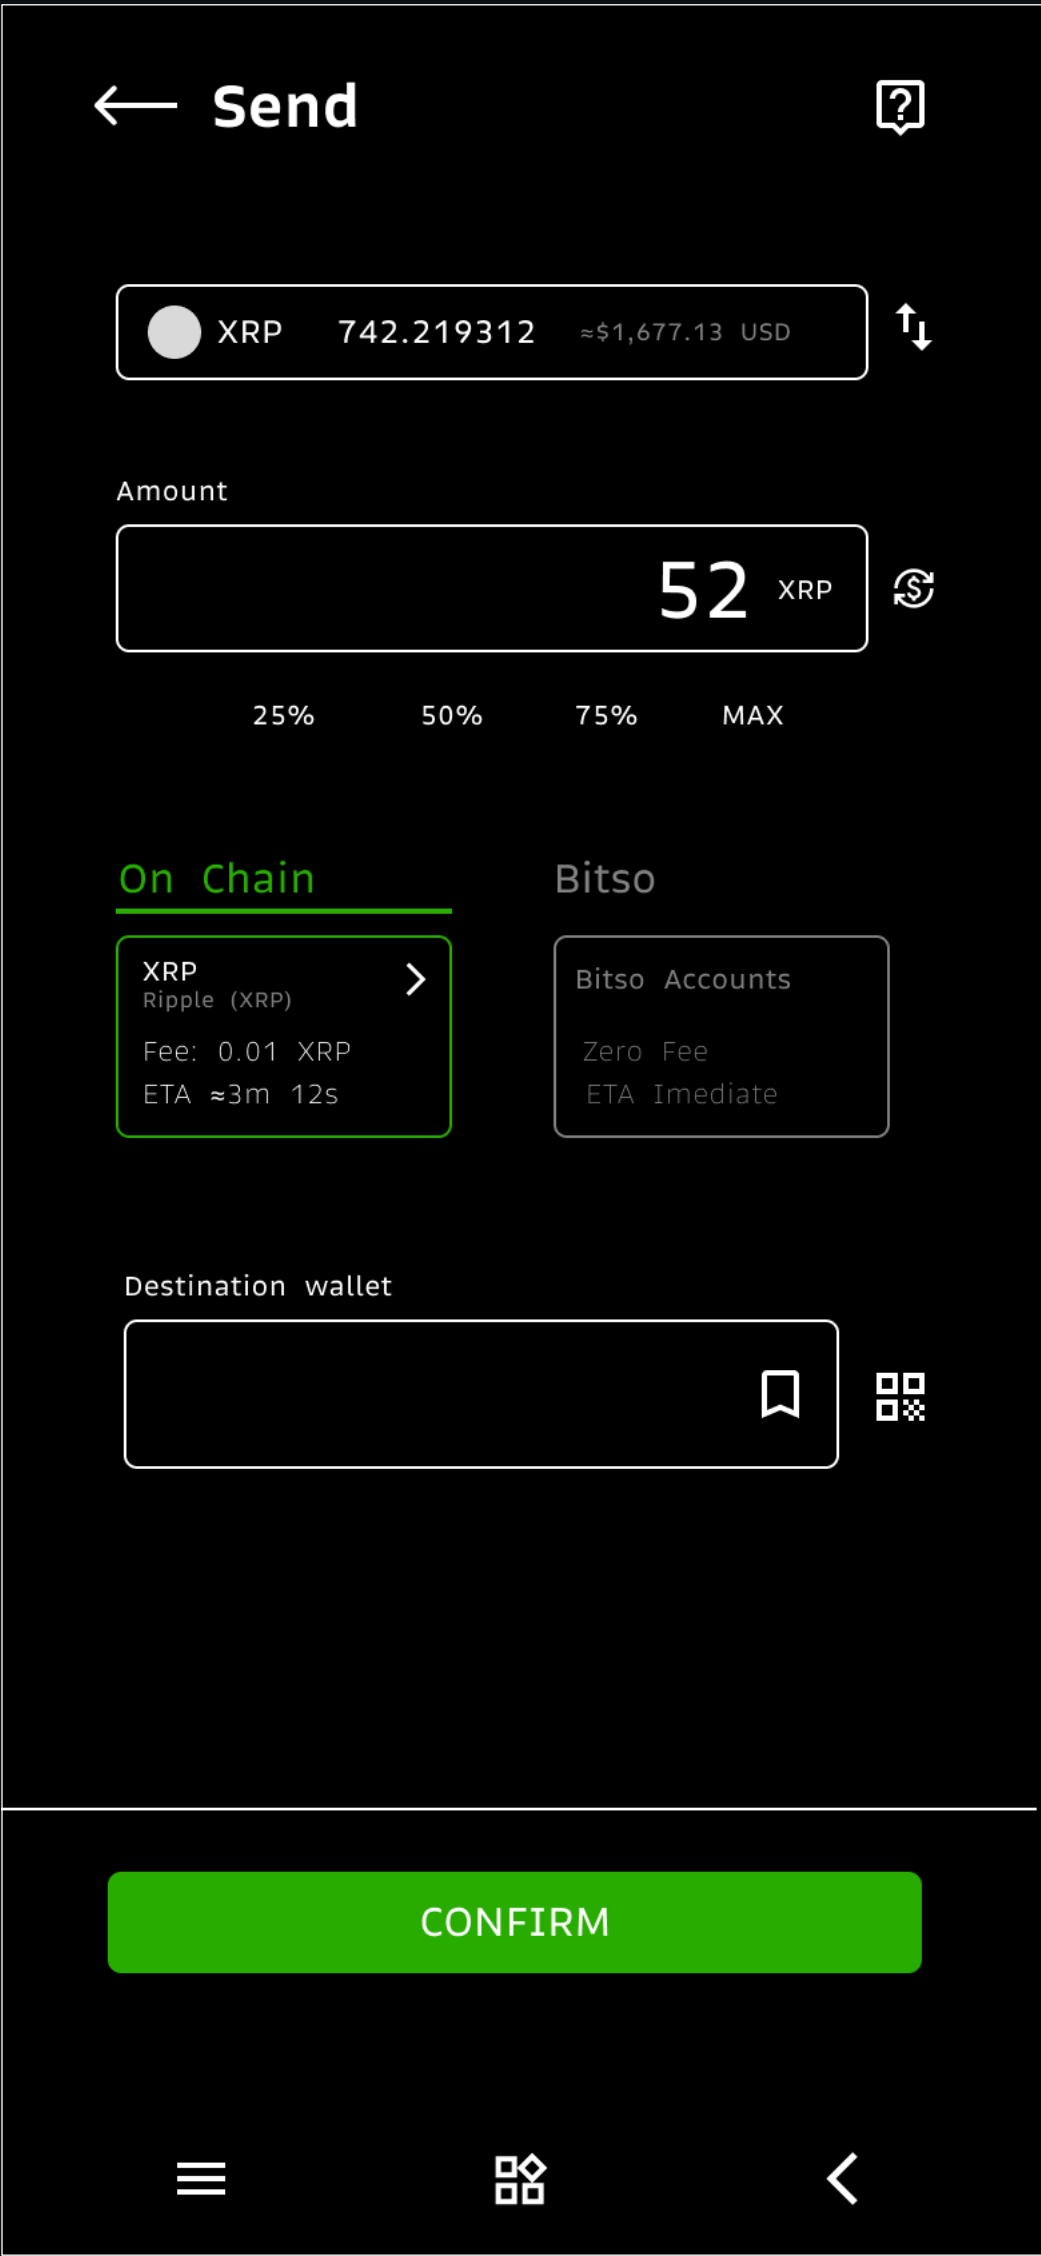 Send
XRP 742.219312 ≈$1,677.13 USD
Amount
52 XRP
25% 50% 75% MAX
On Chain
XRP
Ripple (XRP)
Fee: 0.01 XRP
ETA ≈3m 12s
Bitso
Bitso Accounts
Zero Fee
ETA Imediate
Destination wallet
CONFIRM